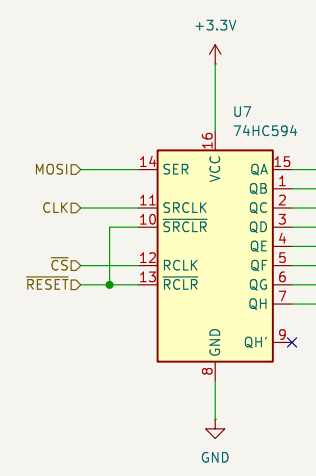 +3.3V
U7
74HC594
16
VCC
MOSI 14 SER QA 15
QB 1
CLK 11 SRCLK QC 2
10 SRCLR QD 3
QE 4
CS 12 RCLK QF 5
RESET 13 RCLR QG 6
QH 7
QH' 9
GND
8
GND